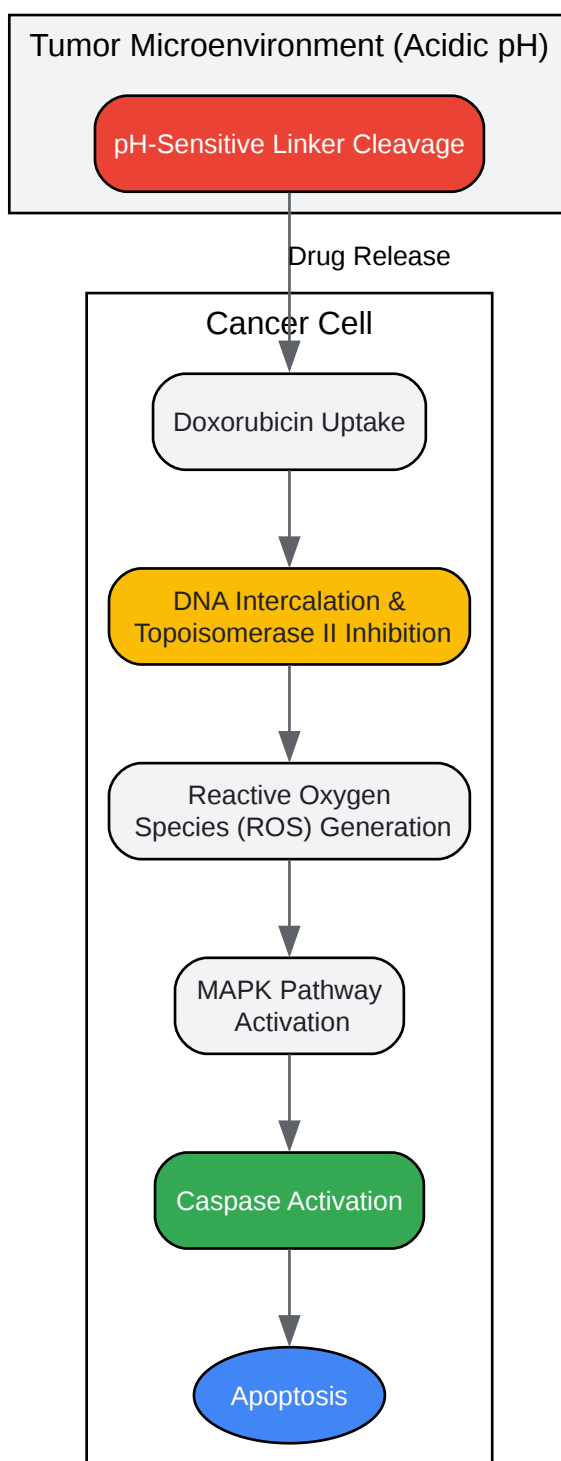 Tumor Microenvironment (Acidic pH)
pH-Sensitive Linker Cleavage
Drug Release
Cancer Cell
Doxorubicin Uptake
DNA Intercalation &
Topoisomerase II Inhibition
Reactive Oxygen
Species (ROS) Generation
MAPK Pathway
Activation
Caspase Activation
Apoptosis